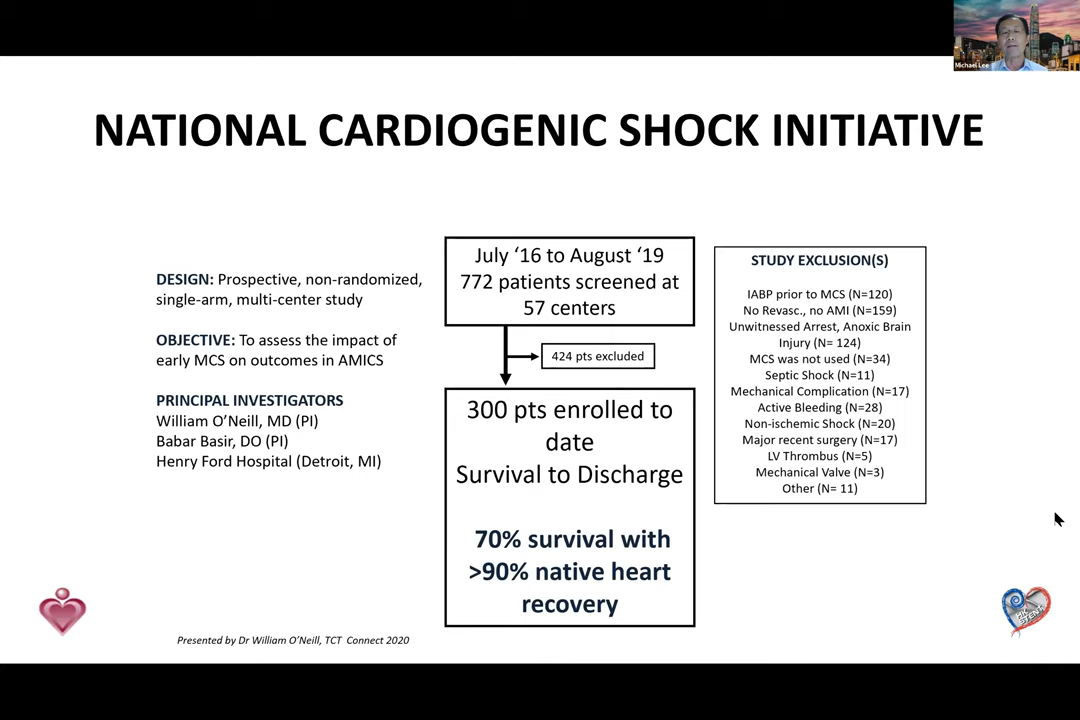 Michael Lee
NATIONAL CARDIOGENIC SHOCK INITIATIVE
DESIGN: Prospective, non-randomized,
single-arm, multi-center study
OBJECTIVE: To assess the impact of
early MCS on outcomes in AMICS
PRINCIPAL INVESTIGATORS
William O’Neill, MD (PI)
Babar Basir, DO (PI)
Henry Ford Hospital (Detroit, MI)
July ‘16 to August ‘19
772 patients screened at
57 centers
424 pts excluded
300 pts enrolled to
date
Survival to Discharge
70% survival with
>90% native heart
recovery
STUDY EXCLUSION(S)
IABP prior to MCS (N=120)
No Revasc., no AMI (N=159)
Unwitnessed Arrest, Anoxic Brain
Injury (N= 124)
MCS was not used (N=34)
Septic Shock (N=11)
Mechanical Complication (N=17)
Active Bleeding (N=28)
Non-ischemic Shock (N=20)
Major recent surgery (N=17)
LV Thrombus (N=5)
Mechanical Valve (N=3)
Other (N= 11)
Presented by Dr William O’Neill, TCT Connect 2020
HK
STENT